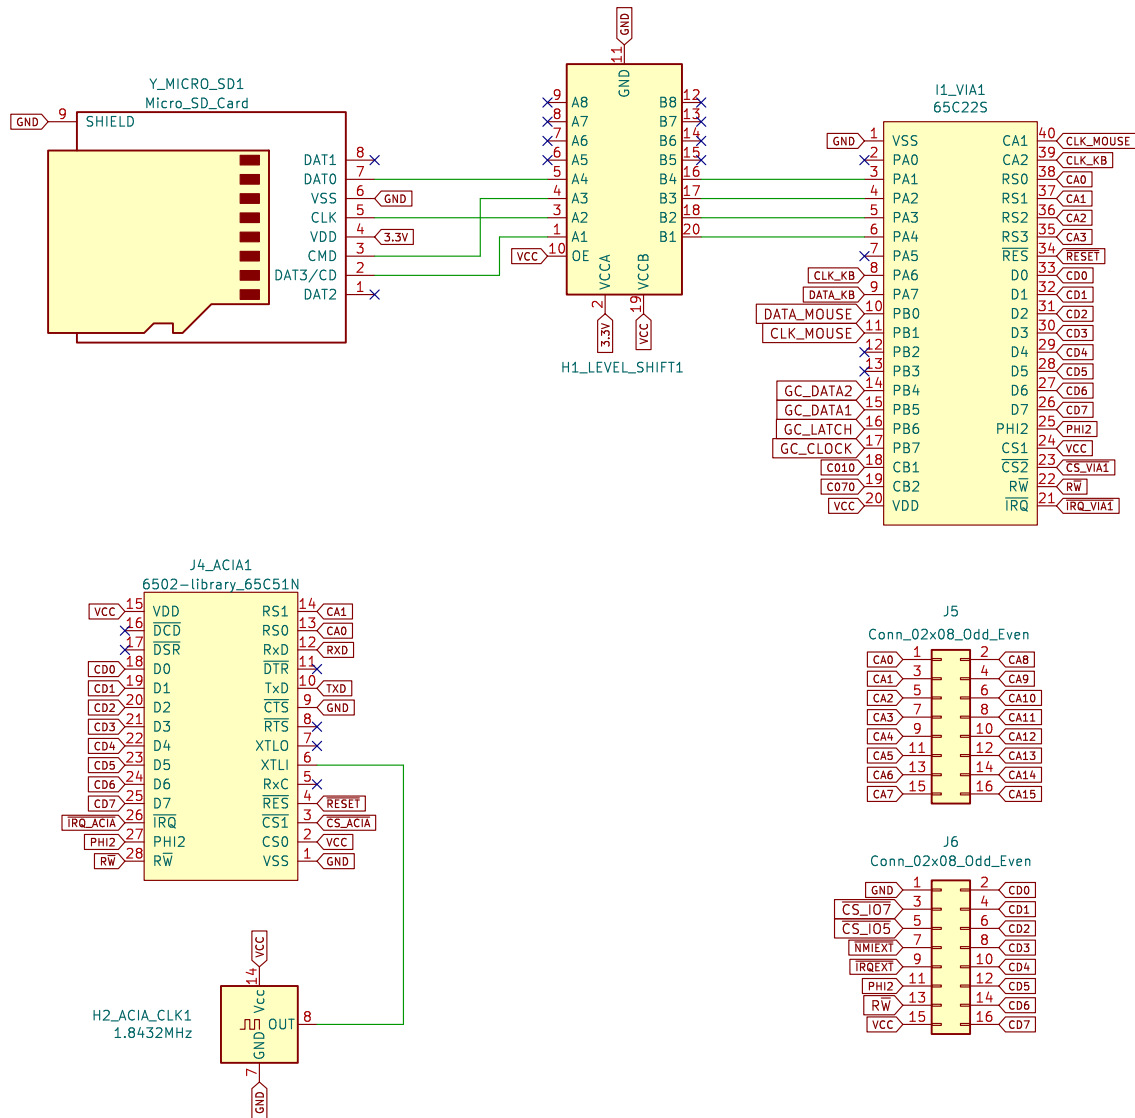 GND
11
GND
Y_MICRO_SD1
Micro_SD_Card
GND 9 SHIELD
DAT1 8
DAT0 7
VSS 6 GND
CLK 5
VDD 4 3.3V
CMD 3
DAT3/CD 2
DAT2 1
9 A8 B8 12
8 A7 B7 13
7 A6 B6 14
6 A5 B5 15
5 A4 B4 16
4 A3 B3 17
3 A2 B2 18
1 A1 B1 20
VCC 10 OE
VCCA VCCB
2 19
3.3V VCC
H1_LEVEL_SHIFT1
I1_VIA1
65C22S
GND 1 VSS CA1 40 CLK_MOUSE
2 PA0 CA2 39 CLK_KB
3 PA1 RS0 38 CA0
4 PA2 RS1 37 CA1
5 PA3 RS2 36 CA2
6 PA4 RS3 35 CA3
7 PA5 RES 34 RESET
CLK_KB 8 PA6 D0 33 CD0
DATA_KB 9 PA7 D1 32 CD1
DATA_MOUSE 10 PB0 D2 31 CD2
CLK_MOUSE 11 PB1 D3 30 CD3
12 PB2 D4 29 CD4
13 PB3 D5 28 CD5
GC_DATA2 14 PB4 D6 27 CD6
GC_DATA1 15 PB5 D7 26 CD7
GC_LATCH 16 PB6 PHI2 25 PHI2
GC_CLOCK 17 PB7 CS1 24 VCC
C010 18 CB1 CS2 23 CS_VIA1
C070 19 CB2 RW 22 RW
VCC 20 VDD IRQ 21 IRQ_VIA1
J4_ACIA1
6502-library_65C51N
VCC 15 VDD RS1 14 CA1
16 DCD RS0 13 CA0
17 DSR RxD 12 RXD
CD0 18 D0 DTR 11
CD1 19 D1 TxD 10 TXD
CD2 20 D2 CTS 9 GND
CD3 21 D3 RTS 8
CD4 22 D4 XTLO 7
CD5 23 D5 XTLI 6
CD6 24 D6 RxC 5
CD7 25 D7 RES 4 RESET
IRQ_ACIA 26 IRQ CS1 3 CS_ACIA
PHI2 27 PHI2 CS0 2 VCC
RW 28 RW VSS 1 GND
VCC
14
Vcc
H2_ACIA_CLK1
1.8432MHz
OUT 8
GND
7
GND
J5
Conn_02x08_Odd_Even
CA0 1 2 CA8
CA1 3 4 CA9
CA2 5 6 CA10
CA3 7 8 CA11
CA4 9 10 CA12
CA5 11 12 CA13
CA6 13 14 CA14
CA7 15 16 CA15
J6
Conn_02x08_Odd_Even
GND 1 2 CD0
CS_IO7 3 4 CD1
CS_IO5 5 6 CD2
NMIEXT 7 8 CD3
IRQEXT 9 10 CD4
PHI2 11 12 CD5
RW 13 14 CD6
VCC 15 16 CD7